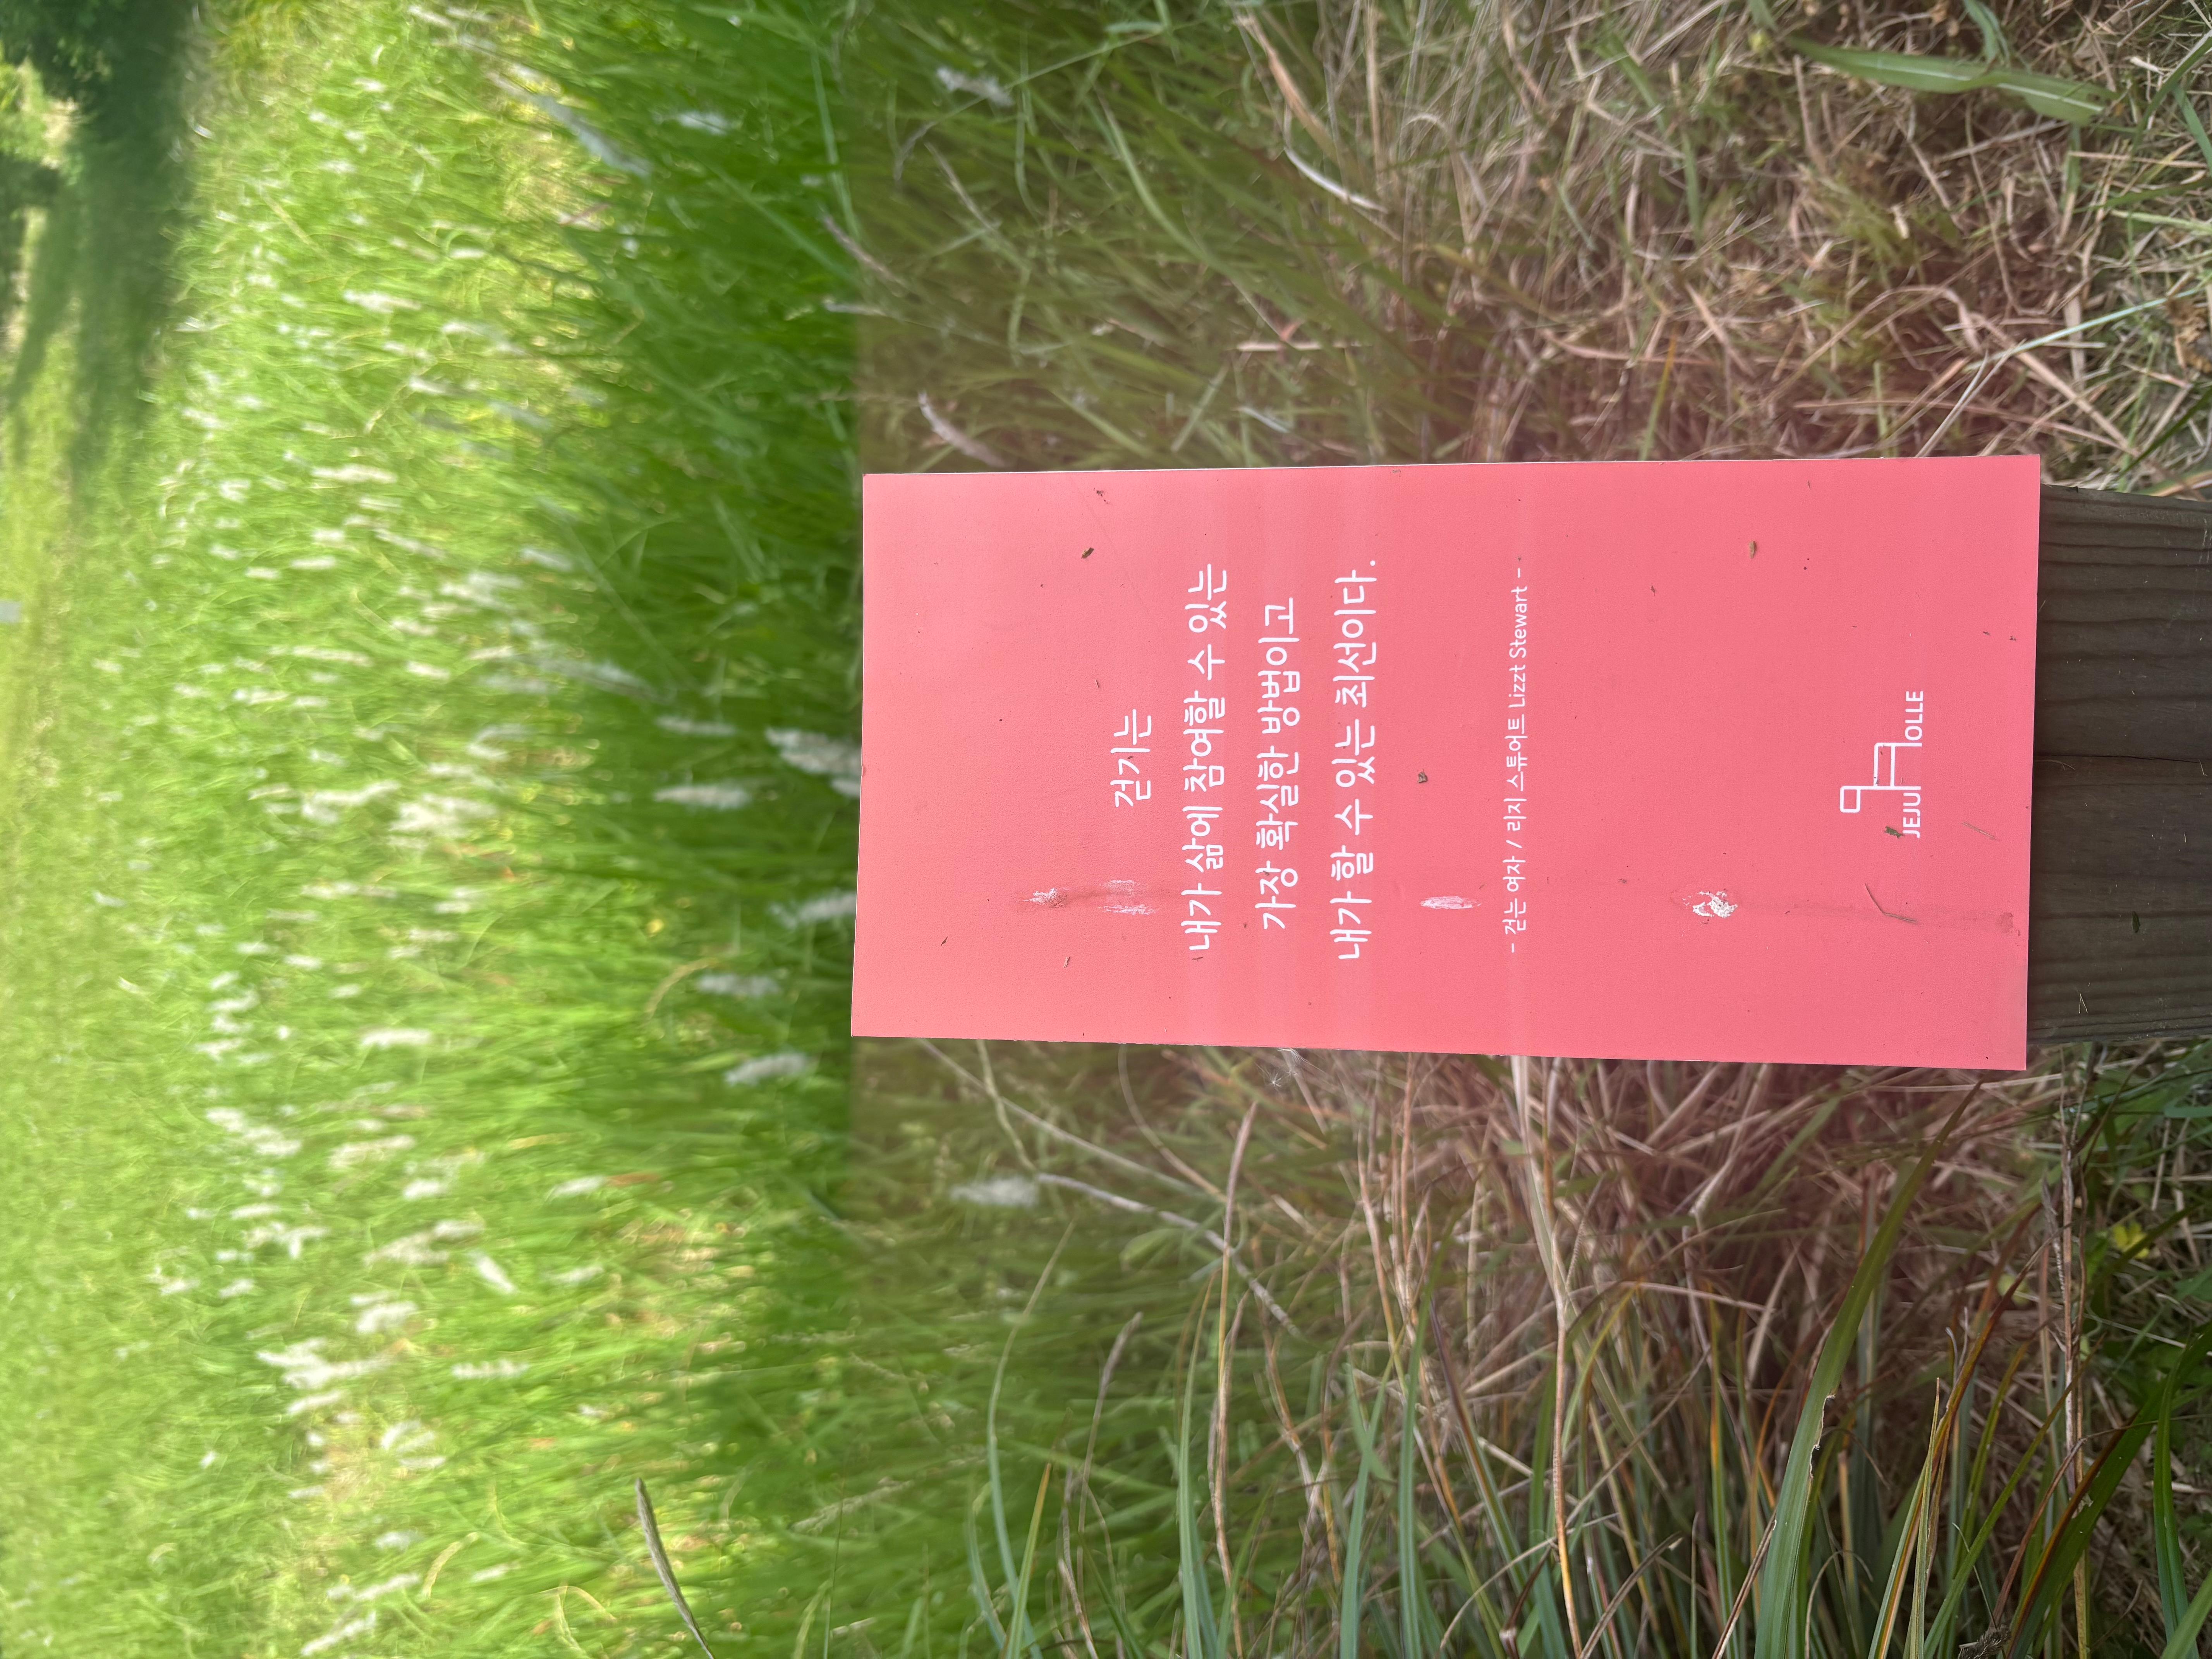 걷기는
내가 삶에 참여할 수 있는
가장 확실한 방법이고
내가 할 수 있는 최선이다.
- 걷는 여자 / 리지 스튜어트 Lizzt Stewart -
JEJU OLLE